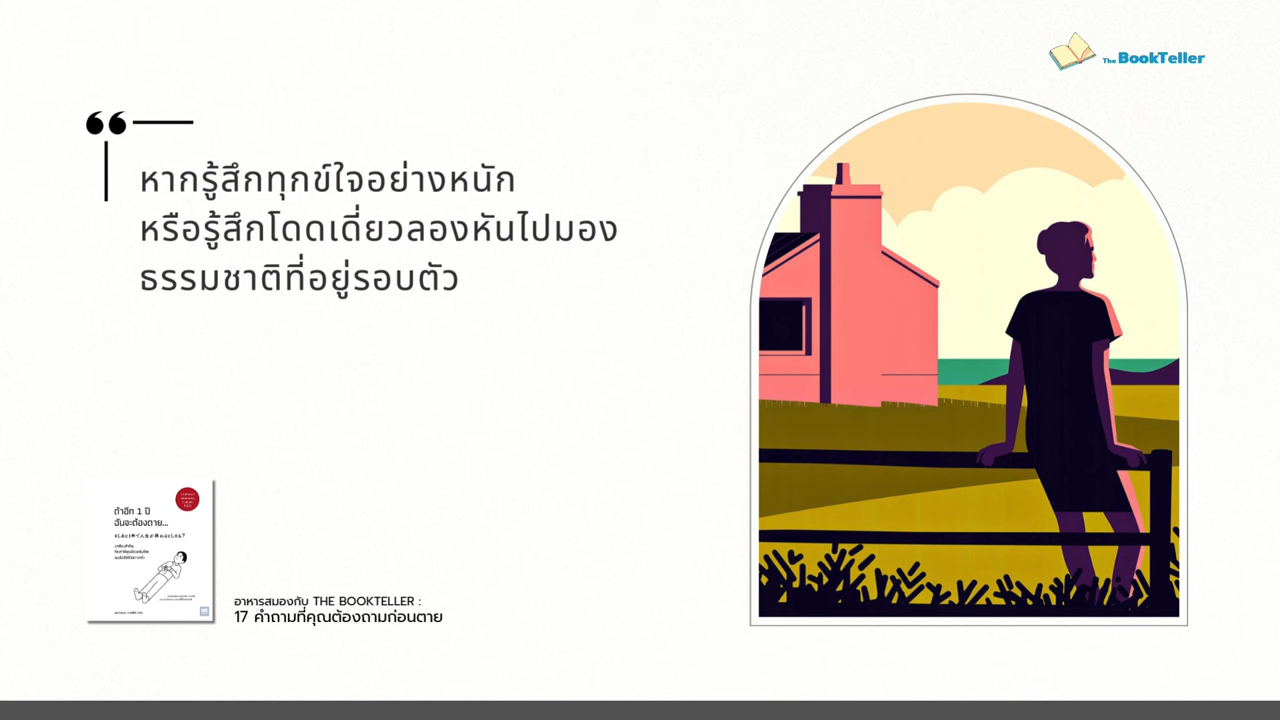 The BookTeller
หากรู้สึกทุกข์ใจอย่างหนัก
หรือรู้สึกโดดเดี่ยวลองหันไปมอง
ธรรมชาติที่อยู่รอบตัว
ถ้าอีก 1 ปี
ฉันจะต้องตาย...
อาหารสมองกับ THE BOOKTELLER :
17 คำถามที่คุณต้องถามก่อนตาย